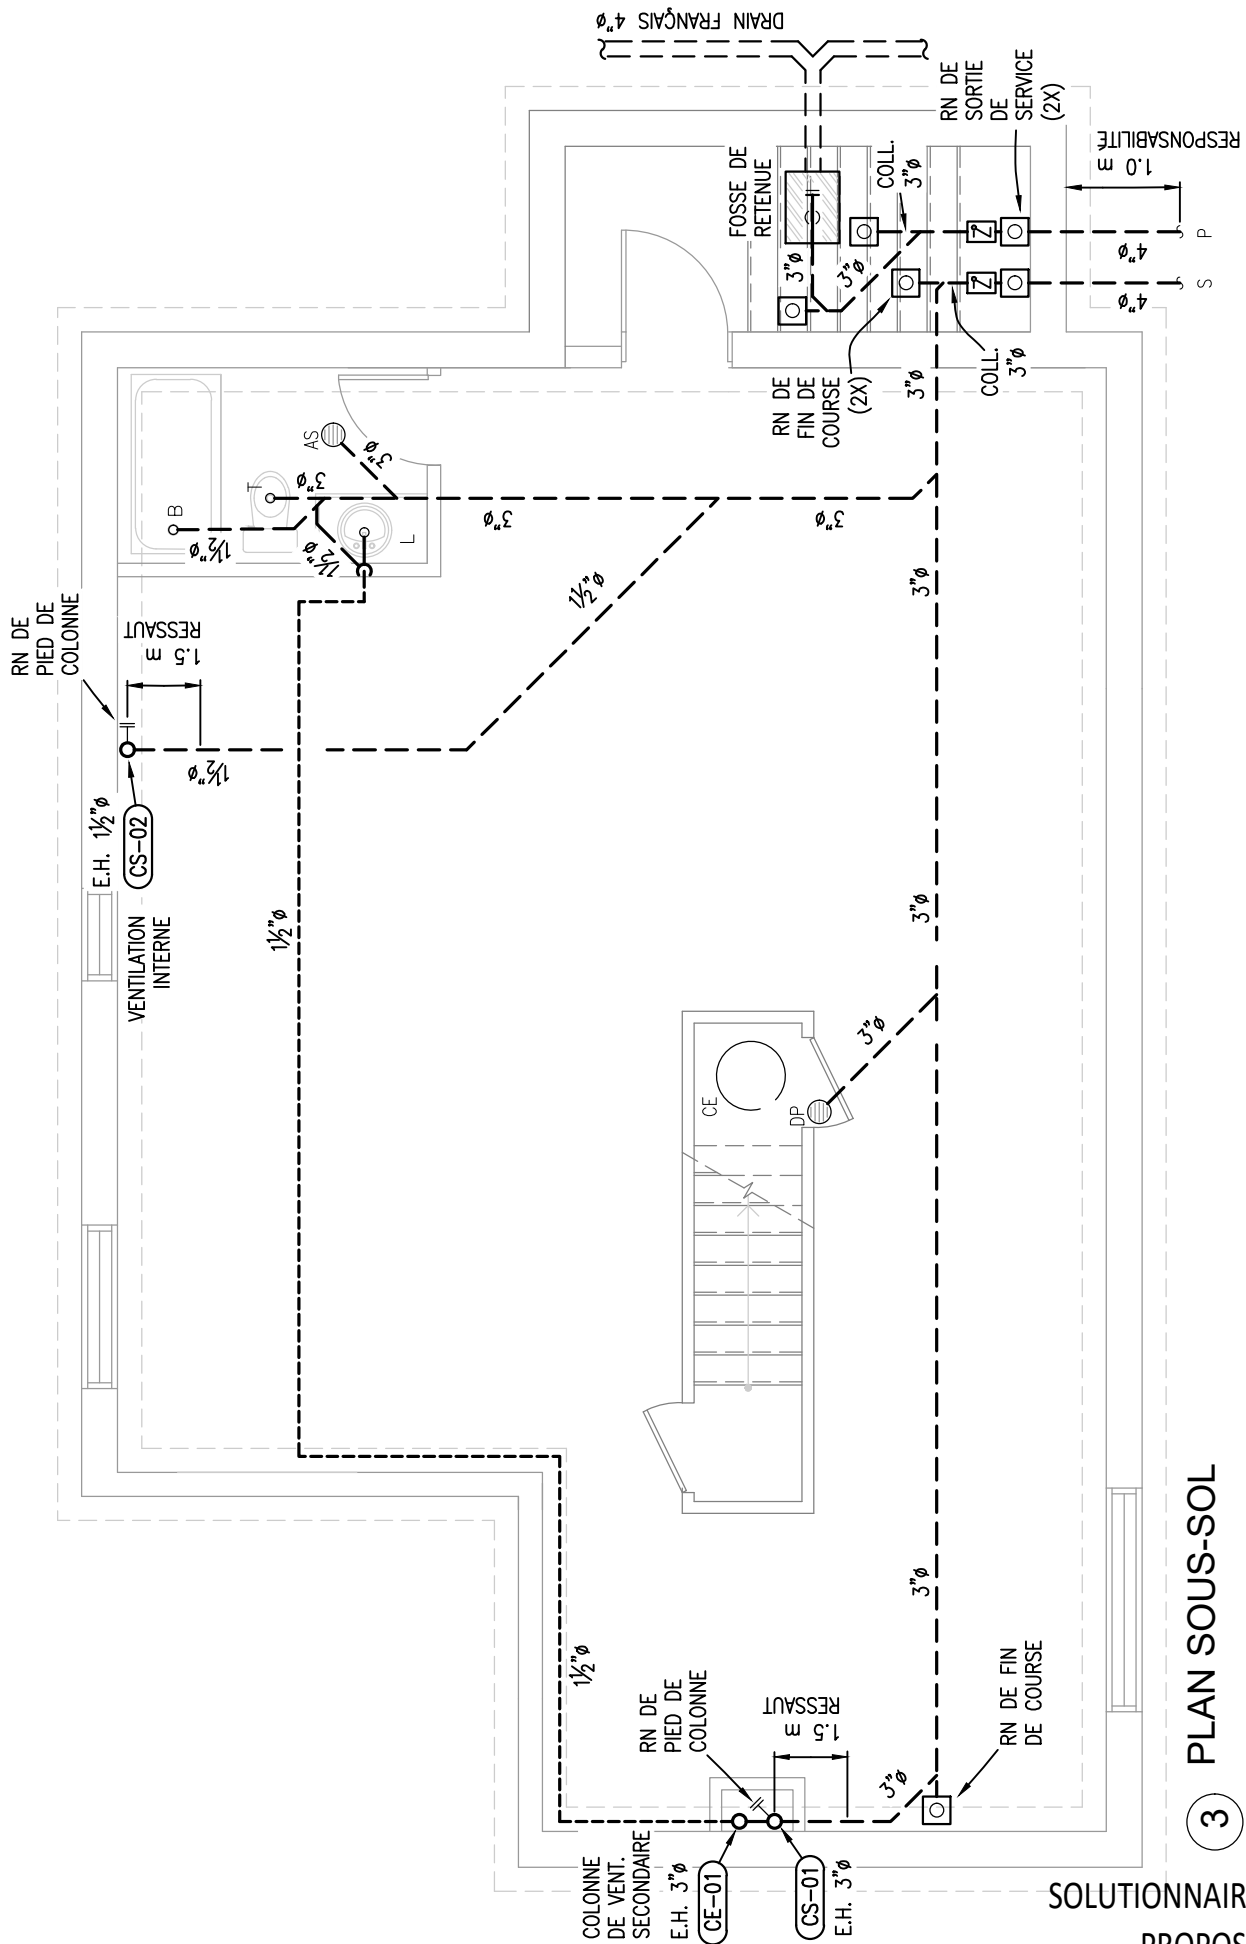 DRAIN FRANÇAIS 4"ø
RN DE
SORTIE
DE
SERVICE
(2X)
RESPONSABILITÉ
1.0 m
FOSSE DE
RETENUE
COLL.
3"ø
3"ø
3"ø
4"ø
P
4"ø
S
COLL.
3"ø
3"ø
RN DE
FIN DE
COURSE
(2X)
AS
3"ø
T
3"ø
B
1½"ø
1½"ø
L
3"ø
3"ø
3"ø
1½"ø
RN DE
PIED DE
COLONNE
RESSAUT
1.5 m
1½"ø
E.H. 1½"ø
CS-02
VENTILATION
INTERNE
1½"ø
3"ø
3"ø
CE
DP
3"ø
1½"ø
RN DE
PIED DE
COLONNE
RESSAUT
1.5 m
3"ø
RN DE FIN
DE COURSE
COLONNE
DE VENT.
SECONDAIRE
E.H. 3"ø
CE-01
CS-01
E.H. 3"ø
3 PLAN SOUS-SOL
SOLUTIONNAIR
PROPOS